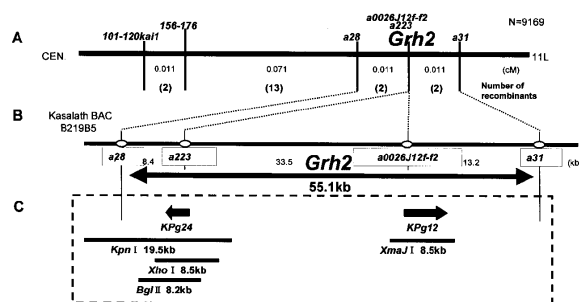 A
101-120kai1
156-176
a28
a0026J12f-f2
a223
Grh2
a31
N=9169
CEN.
11L
0.011
0.071
0.011
0.011
(cM)
(2)
(13)
(2)
(2)
Number of
recombinants
B
Kasalath BAC
B219B5
a28
a223
a0026J12f-f2
a31
8.4
33.5
13.2
(kb
Grh2
55.1kb
C
KPg24
KPg12
Kpn I 19.5kb
XmaJ I 8.5kb
Xho I 8.5kb
Bgl II 8.2kb